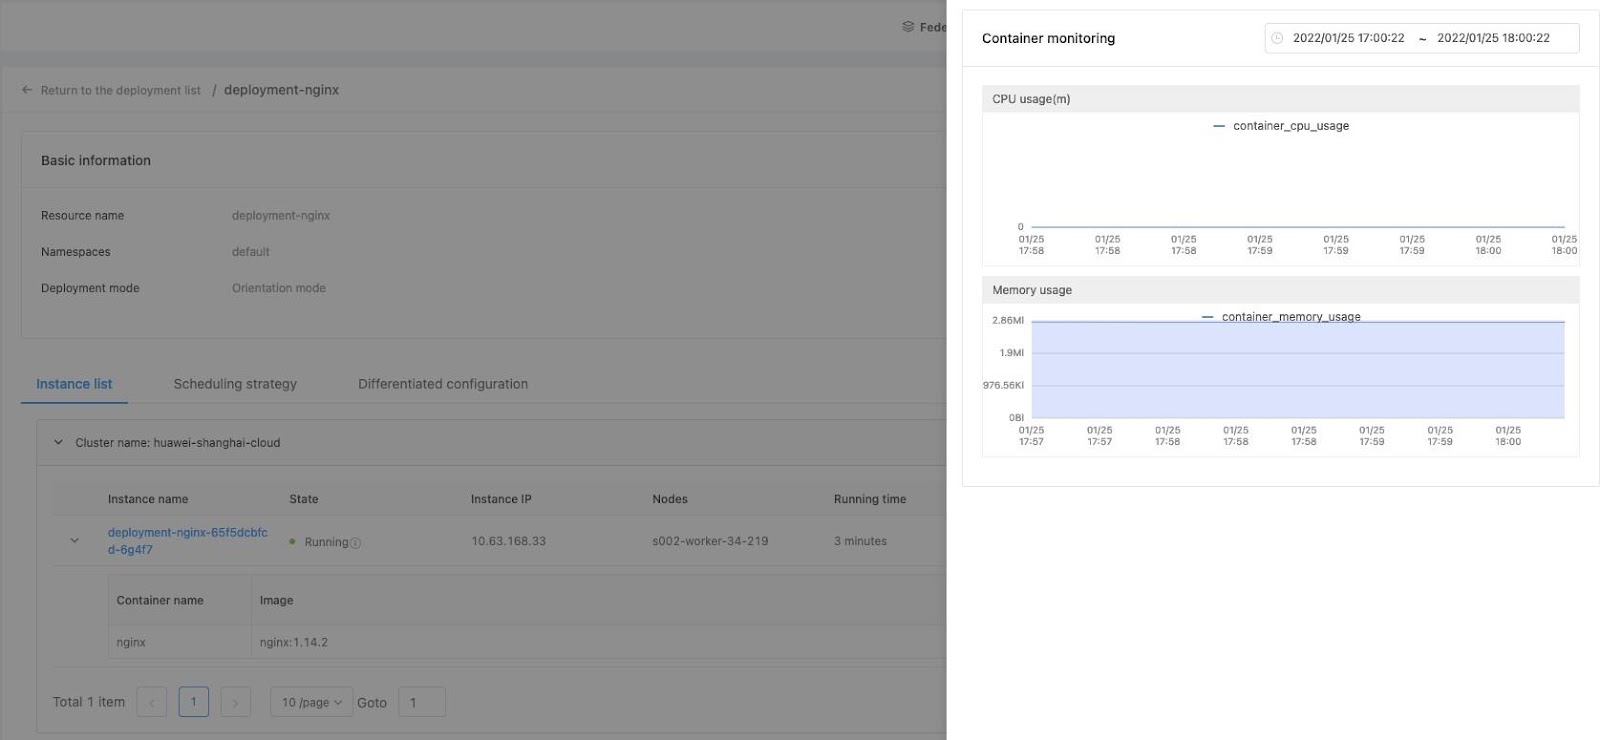 Fede
Return to the deployment list / deployment-nginx
Basic information
Resource name deployment-nginx
Namespaces default
Deployment mode Orientation mode
Instance list Scheduling strategy Differentiated configuration
Cluster name: huawei-shanghai-cloud
Instance name State Instance IP Nodes Running time
deployment-nginx-65f5dcbfc
d-6g4f7
Running 10.63.168.33 s002-worker-34-219 3 minutes
Container name Image
nginx nginx:1.14.2
Total 1 item < 1 > 10 /page Goto 1
Container monitoring 2022/01/25 17:00:22 ~ 2022/01/25 18:00:22
CPU usage(m)
container_cpu_usage
0
01/25 01/25 01/25 01/25 01/25 01/25 01/25 01/25
17:58 17:58 17:58 17:59 17:59 17:59 18:00 18:00
Memory usage
container_memory_usage
2.86MI
1.9MI
976.56KI
0BI
01/25 01/25 01/25 01/25 01/25 01/25 01/25 01/25
17:57 17:57 17:58 17:58 17:58 17:59 17:59 18:00